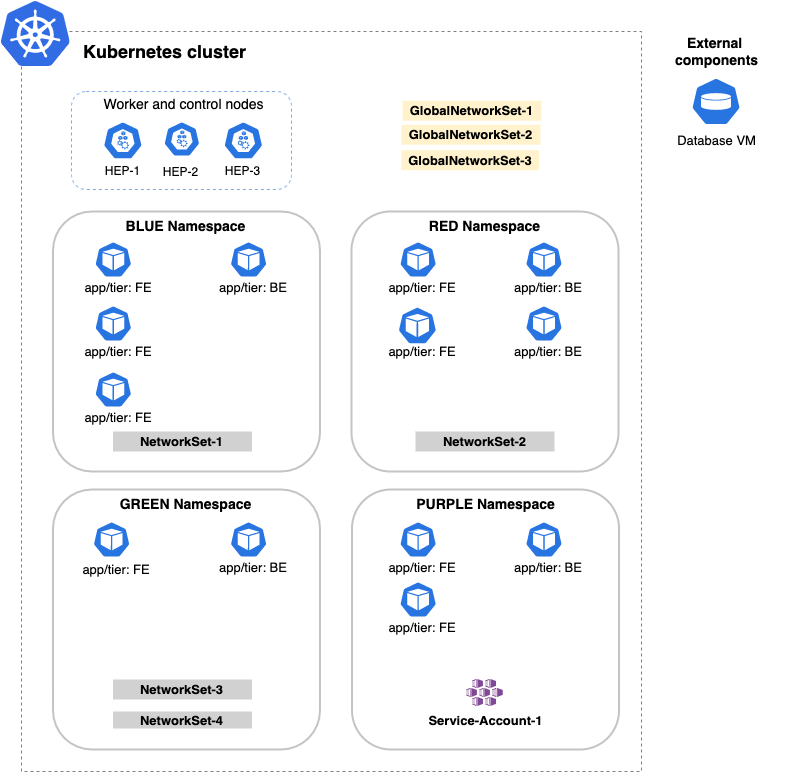 Kubernetes cluster
External
components
Database VM
Worker and control nodes
HEP-1
HEP-2
HEP-3
GlobalNetworkSet-1
GlobalNetworkSet-2
GlobalNetworkSet-3
BLUE Namespace
app/tier: FE
app/tier: BE
app/tier: FE
app/tier: FE
NetworkSet-1
RED Namespace
app/tier: FE
app/tier: BE
app/tier: FE
app/tier: BE
NetworkSet-2
GREEN Namespace
app/tier: FE
app/tier: BE
NetworkSet-3
NetworkSet-4
PURPLE Namespace
app/tier: FE
app/tier: BE
app/tier: FE
Service-Account-1